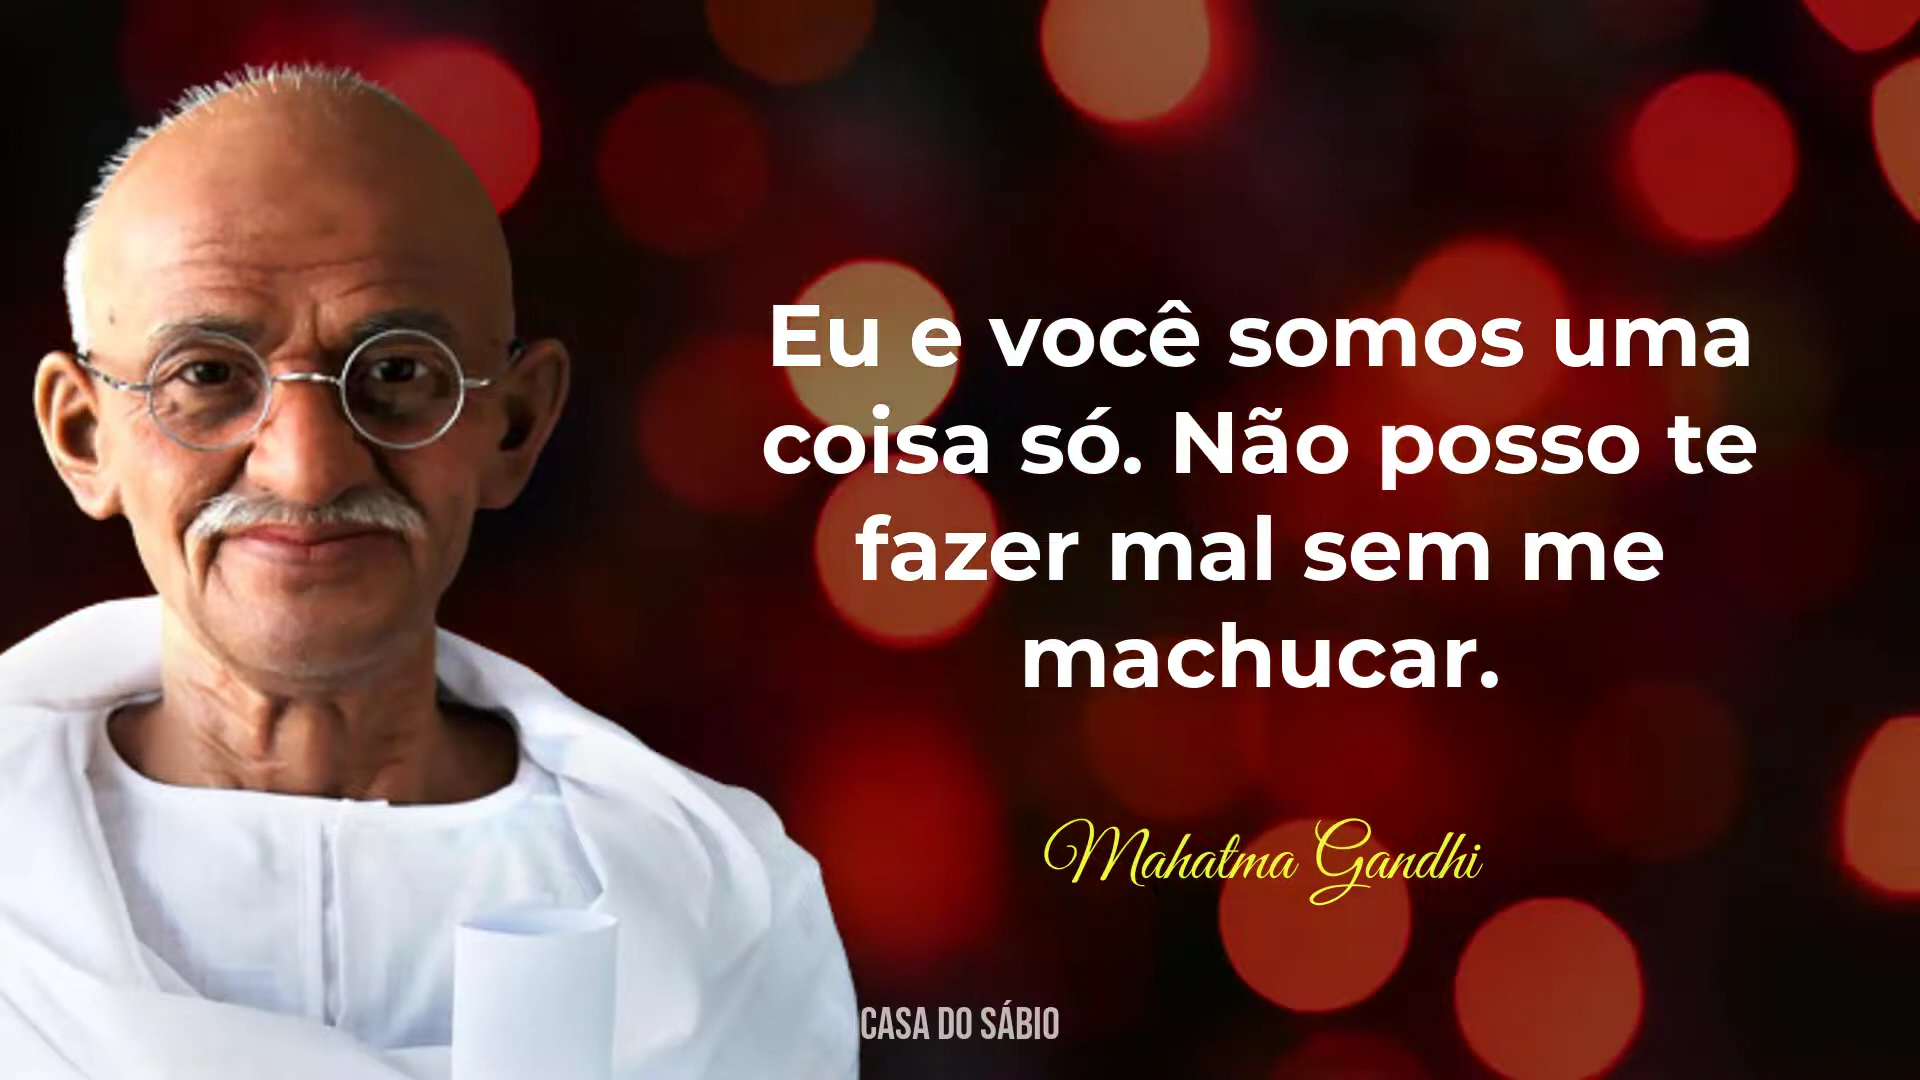 Eu e você somos uma
coisa só. Não posso te
fazer mal sem me
machucar.
Mahatma Gandhi
CASA DO SÁBIO